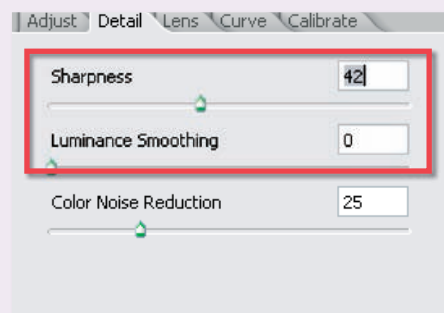 Adjust Detail Lens Curve Calibrate
Sharpness 42
Luminance Smoothing 0
Color Noise Reduction 25